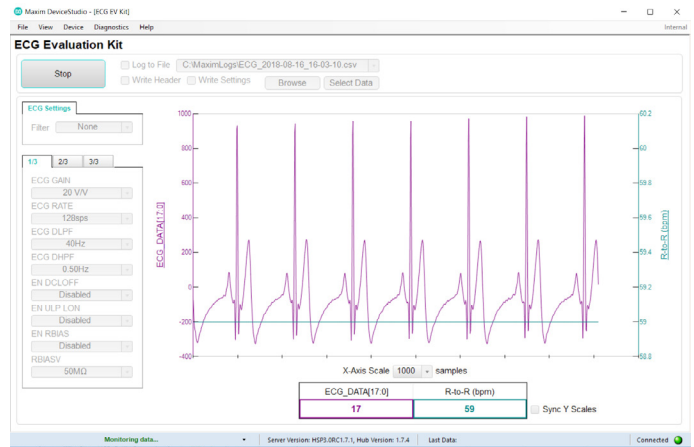 Maxim DeviceStudio - [ECG EV Kit]
File View Device Diagnostics Help
Internal
ECG Evaluation Kit
Stop
Log to File C:\MaximLogs\ECG_2018-08-16_16-03-10.csv
Write Header Write Settings Browse Select Data
ECG Settings
Filter None
1/3 2/3 3/3
ECG GAIN
20 V/V
ECG RATE
128sps
ECG DLPF
40Hz
ECG DHPF
0.50Hz
EN DCLOFF
Disabled
EN ULP LON
Disabled
EN RBIAS
Disabled
RBIASV
50MΩ
ECG_DATA[17:0]
1000
800
600
400
200
0
-200
-400
60.2
60
59.8
59.6
59.4
59.2
59
58.8
R-to-R (bpm)
X-Axis Scale 1000 samples
ECG_DATA[17:0] R-to-R (bpm)
17 59
Sync Y Scales
Monitoring data... Server Version: HSP3.0RC1.7.1, Hub Version: 1.7.4 Last Data: Connected